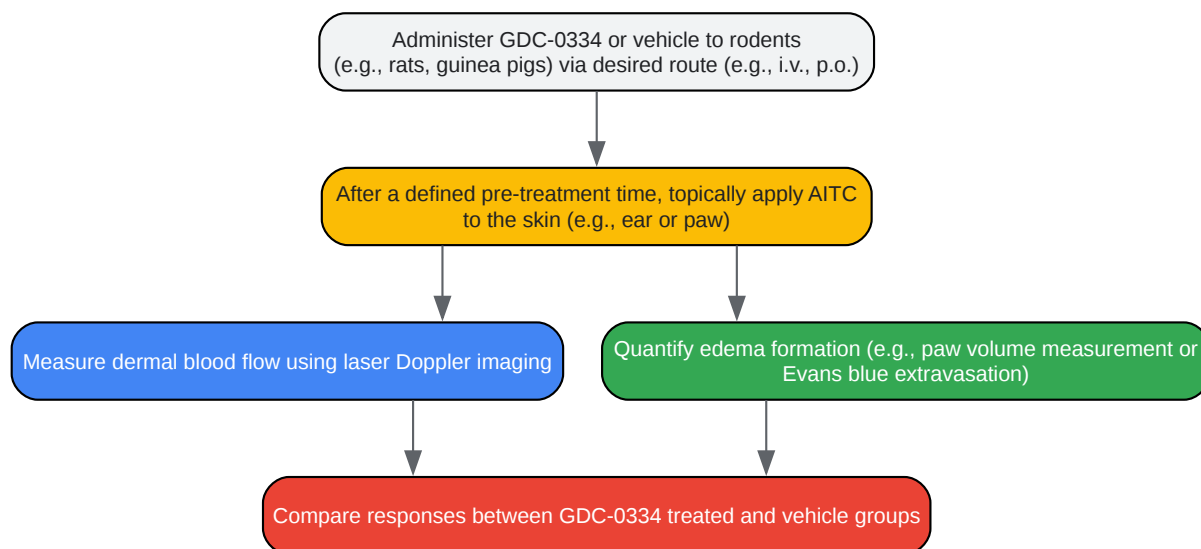 Administer GDC-0334 or vehicle to rodents
(e.g., rats, guinea pigs) via desired route (e.g., i.v., p.o.)
After a defined pre-treatment time, topically apply AITC
to the skin (e.g., ear or paw)
Measure dermal blood flow using laser Doppler imaging
Quantify edema formation (e.g., paw volume measurement or
Evans blue extravasation)
Compare responses between GDC-0334 treated and vehicle groups